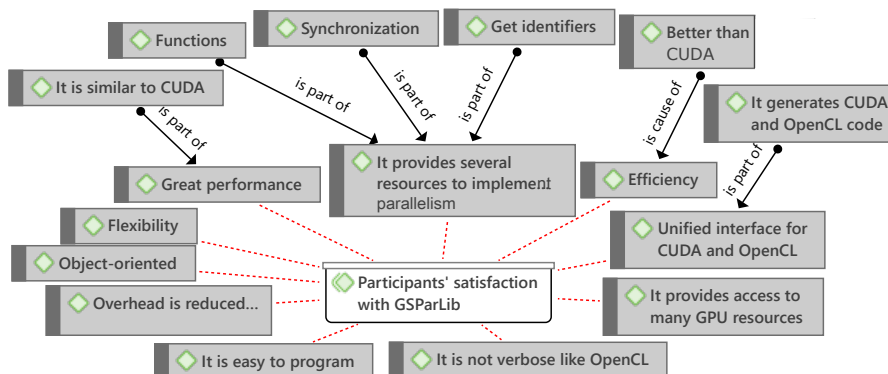 Functions
Synchronization
Get identifiers
Better than
CUDA
It is similar to CUDA
is part of
is part of
is part of
is part of
is cause of
It generates CUDA
and OpenCL code
is part of
Great performance
It provides several
resources to implement
parallelism
Efficiency
Flexibility
Unified interface for
CUDA and OpenCL
Object-oriented
Participants' satisfaction
with GSParLib
Overhead is reduced...
It provides access to
many GPU resources
It is easy to program
It is not verbose like OpenCL